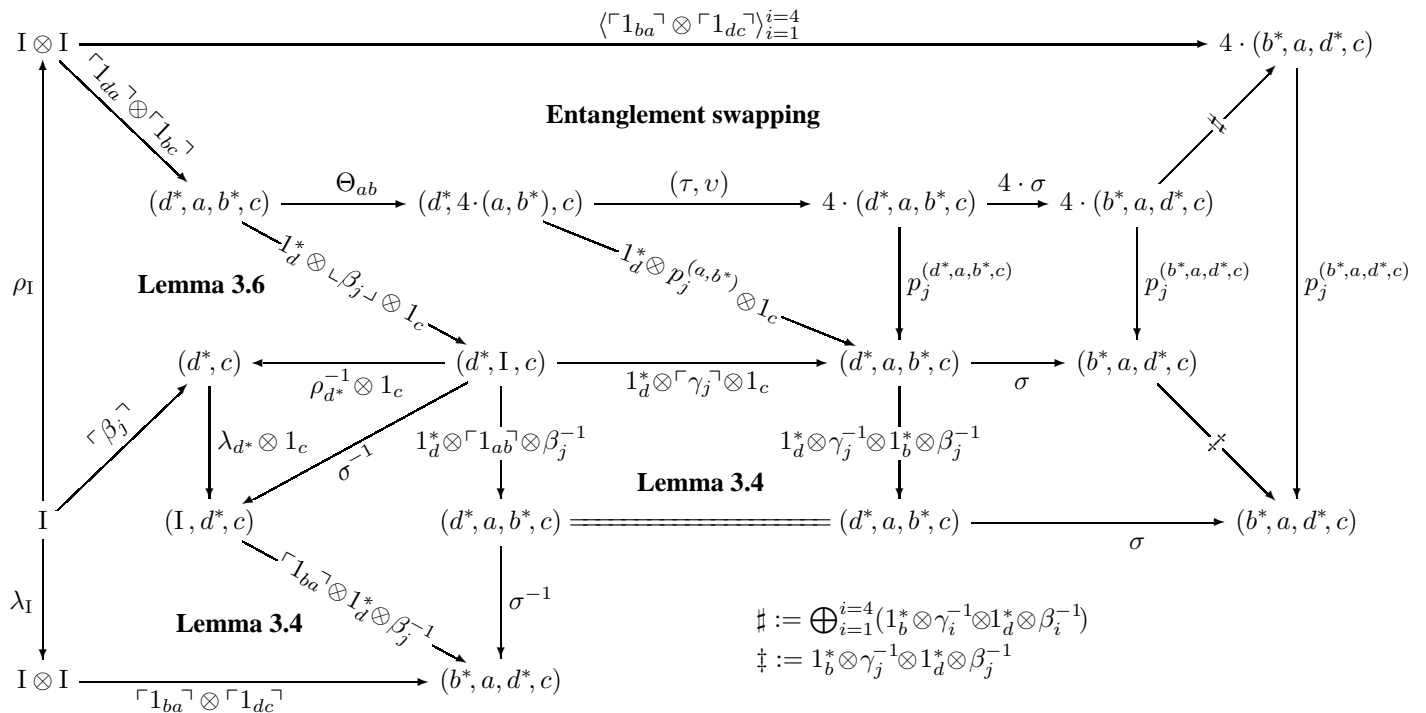 ⟨⌜1_{ba}⌝ ⊗ ⌜1_{dc}⌝⟩_{i=1}^{i=4}
I ⊗ I
4 · (b*, a, d*, c)
⌜1_{da}⌝ ⊗ ⌜1_{bc}⌝
Entanglement swapping
♯
Θ_{ab}
(τ, υ)
4 · σ
(d*, a, b*, c)
(d*, 4·(a, b*), c)
4 · (d*, a, b*, c)
4 · (b*, a, d*, c)
1_d^* ⊗ ⌞β_j⌟ ⊗ 1_c
1_d^* ⊗ p_j^{(a,b*)} ⊗ 1_c
ρ_I
Lemma 3.6
p_j^{(d*,a,b*,c)}
p_j^{(b*,a,d*,c)}
p_j^{(b*,a,d*,c)}
(d*, c)
(d*, I, c)
(d*, a, b*, c)
(b*, a, d*, c)
ρ_{d*}^{-1} ⊗ 1_c
1_d^* ⊗ ⌜γ_j⌝ ⊗ 1_c
σ
⌜β_j⌝
λ_{d*} ⊗ 1_c
σ^{-1}
1_d^* ⊗ ⌜1_{ab}⌝ ⊗ β_j^{-1}
1_d^* ⊗ γ_j^{-1} ⊗ 1_b^* ⊗ β_j^{-1}
‡
Lemma 3.4
I
(I, d*, c)
(d*, a, b*, c)
(d*, a, b*, c)
(b*, a, d*, c)
σ
⌜1_{ba}⌝ ⊗ 1_d^* ⊗ β_j^{-1}
λ_I
Lemma 3.4
σ^{-1}
♯ := ⊕_{i=1}^{i=4}(1_b^* ⊗ γ_i^{-1} ⊗ 1_d^* ⊗ β_i^{-1})
‡ := 1_b^* ⊗ γ_j^{-1} ⊗ 1_d^* ⊗ β_j^{-1}
I ⊗ I
(b*, a, d*, c)
⌜1_{ba}⌝ ⊗ ⌜1_{dc}⌝